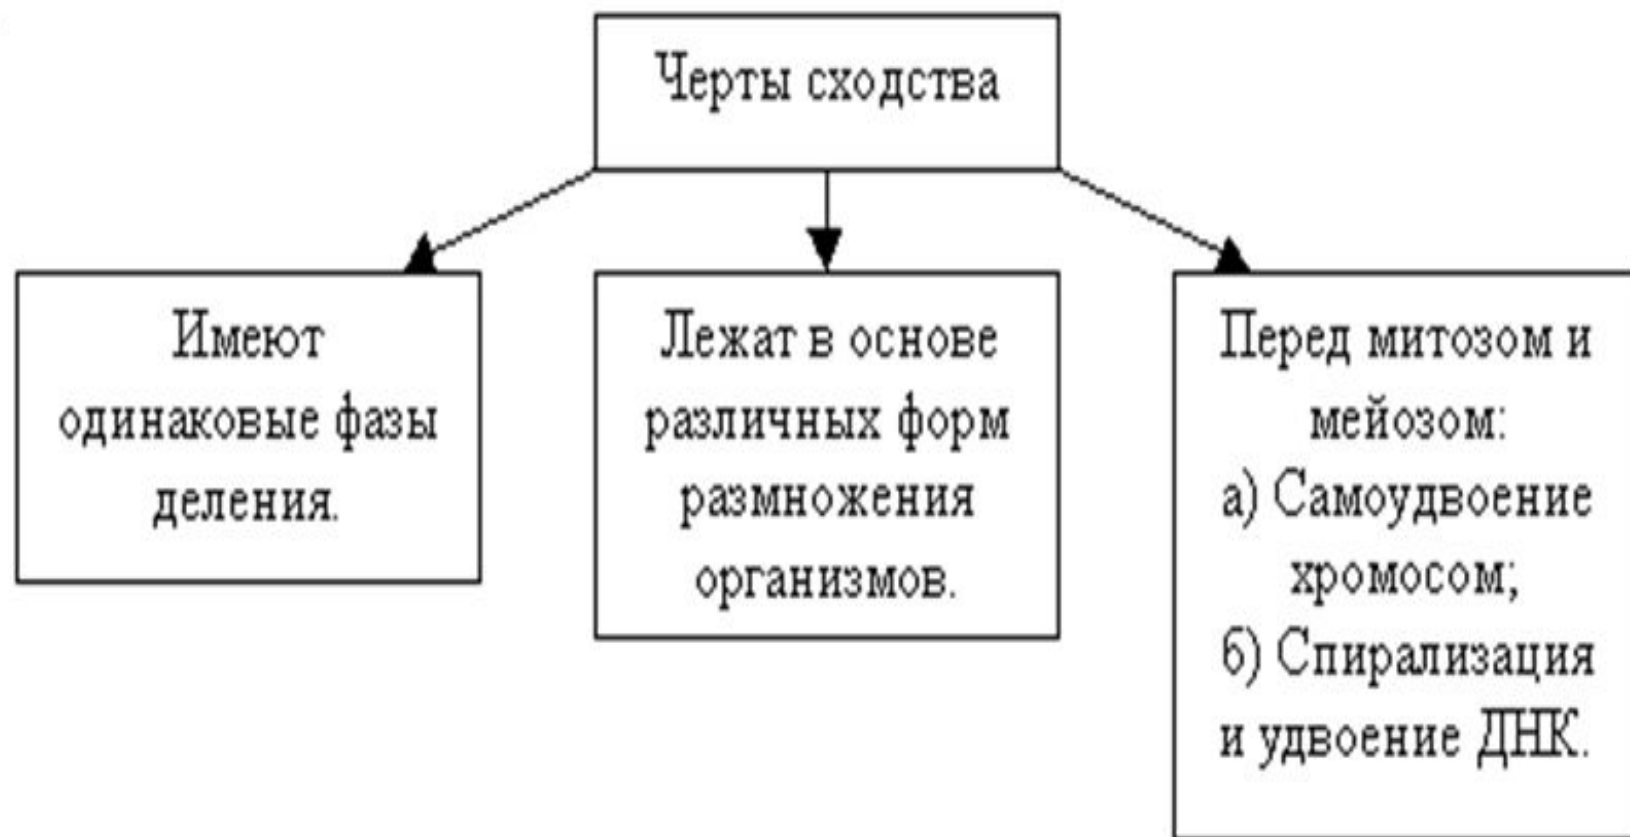 Черты сходства
Имеют
одинаковые фазы
деления.
Лежат в основе
различных форм
размножения
организмов.
Перед митозом и
мейозом:
а) Самоудвоение
хромосом;
б) Спирализация
и удвоение ДНК.